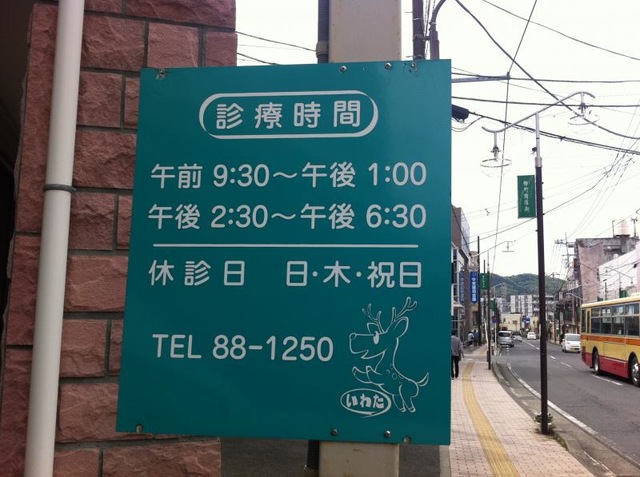 診療時間
午前 9:30～午後 1:00
午後 2:30～午後 6:30
休診日 日・木・祝日
TEL 88-1250
いわた